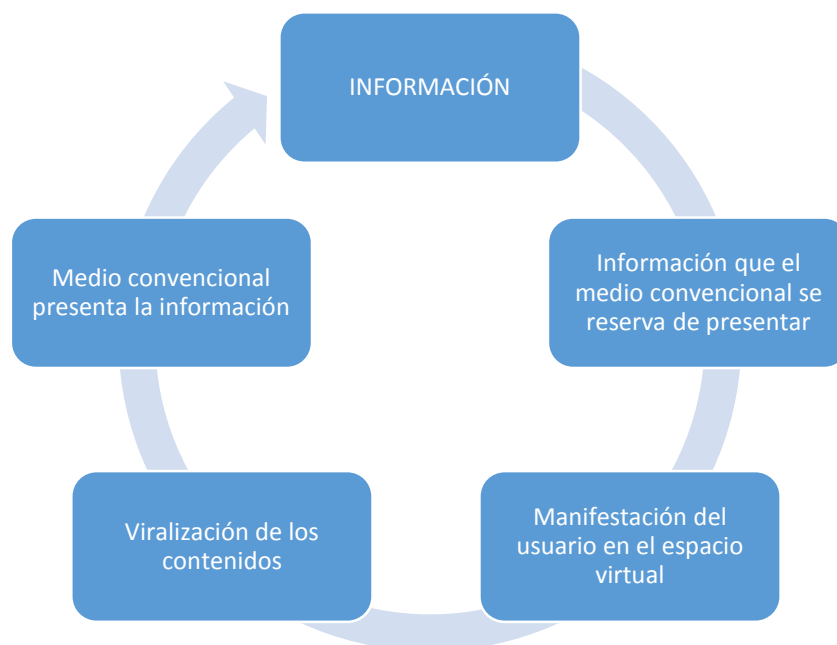 INFORMACIÓN
Información que el
medio convencional se
reserva de presentar
Manifestación del
usuario en el espacio
virtual
Viralización de los
contenidos
Medio convencional
presenta la información